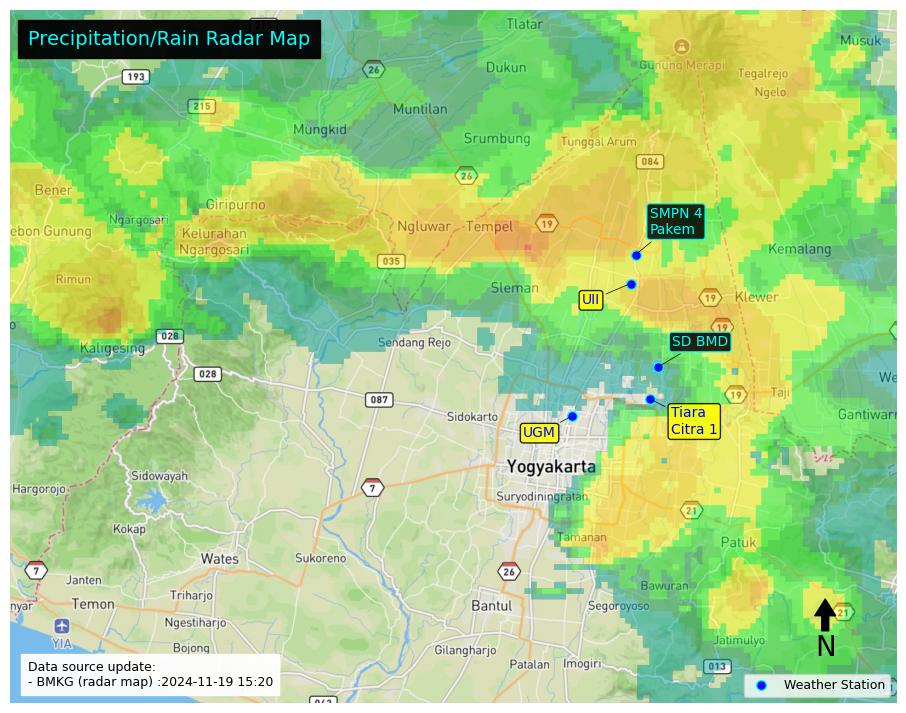 Precipitation/Rain Radar Map
Tlatar
Musuk
193
26
Dukun
Gunung Merapi
Tegalrejo
Ngelo
215
Muntilan
Mungkid
Srumbung
Tunggal Arum
084
26
Bener
Giripurno
Ngargosari
SMPN 4
Pakem
ebon Gunung
Kelurahan
Ngargosari
Ngluwar
Tempel
19
Kemalang
035
Rimun
Sleman
UII
19
Klewer
19
028
Kaligesing
Sendang Rejo
SD BMD
028
We
087
19
Taji
Sidokarto
Tiara
Citra 1
Gantiwar
UGM
Yogyakarta
Sidowayah
Hargorojo
7
Suryodiningratan
21
Kokap
Tamanan
Patuk
Wates
Sukoreno
7
26
Janten
Bawuran
Triharjo
nyar
Temon
Bantul
Segoroyoso
21
Ngestiharjo
YIA
Jatimulyo
N
Bojong
Gilangharjo
Patalan
Imogiri
013
Data source update:
- BMKG (radar map) :2024-11-19 15:20
Weather Station